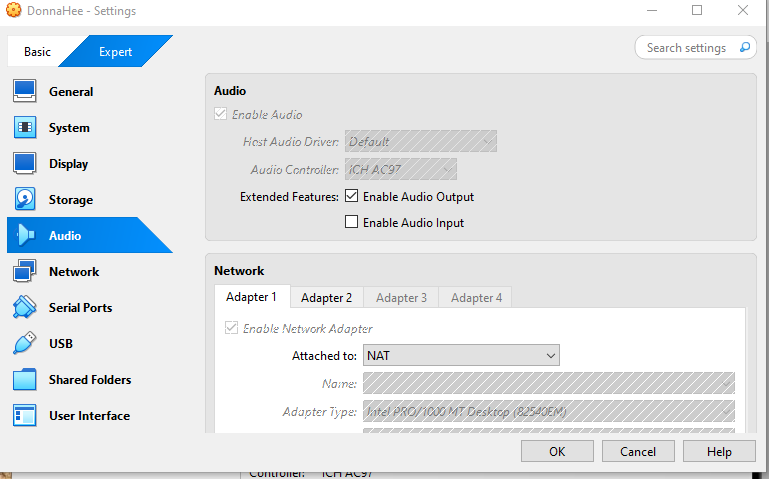 DonnaHee - Settings
Basic
Expert
Search settings
General
System
Display
Storage
Audio
Network
Serial Ports
USB
Shared Folders
User Interface
Audio
Enable Audio
Host Audio Driver: Default
Audio Controller: ICH AC97
Extended Features: Enable Audio Output
Enable Audio Input
Network
Adapter 1 Adapter 2 Adapter 3 Adapter 4
Enable Network Adapter
Attached to: NAT
Name:
Adapter Type: Intel PRO/1000 MT Desktop (82540EM)
OK Cancel Help
Controller: ICH AC97